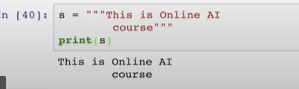 In [40]: s = """This is Online AI
course"""
print(s)
This is Online AI
course